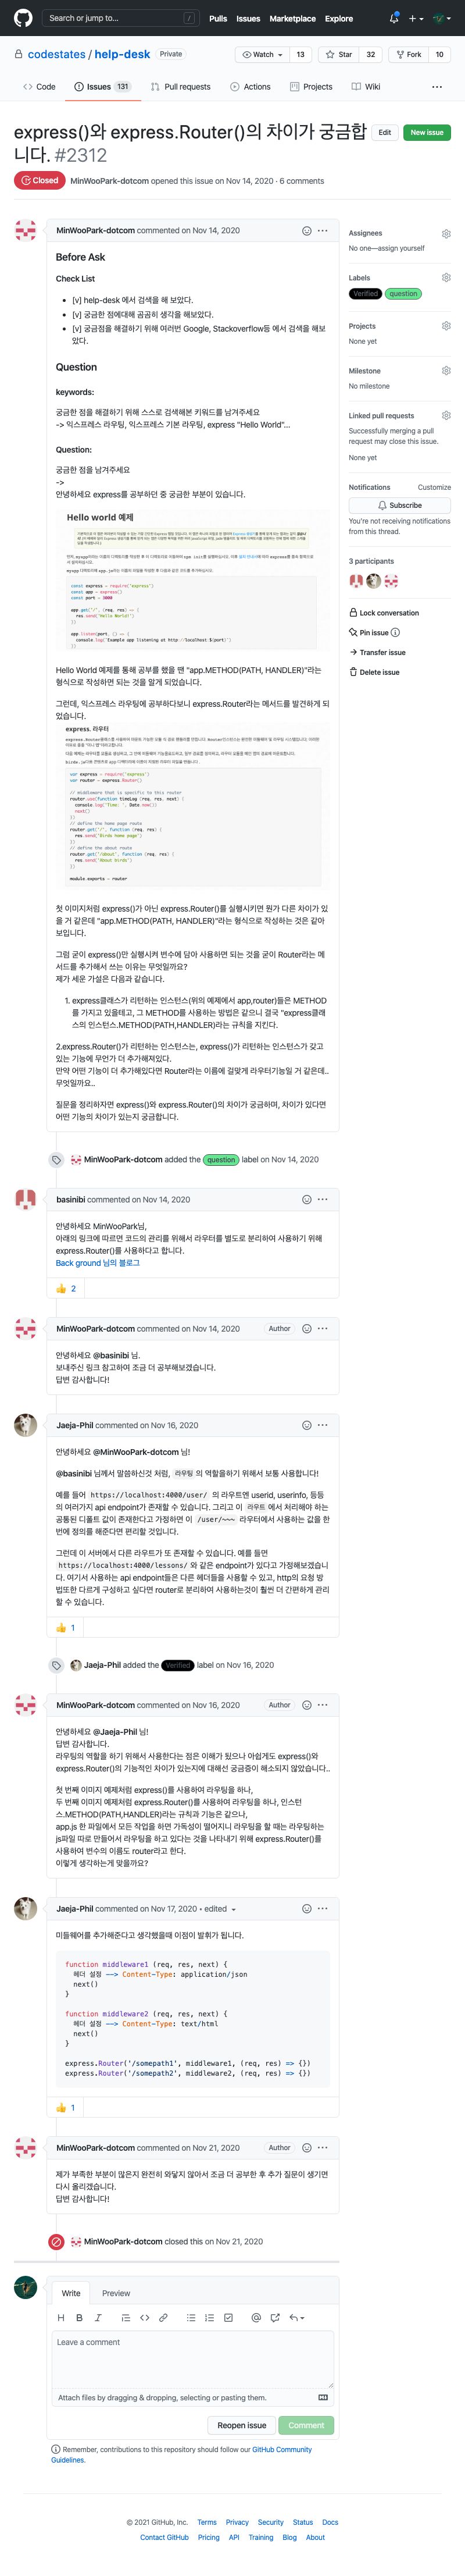 Search or jump to...
/
Pulls Issues Marketplace Explore
codestates / help-desk Private
Watch 13 Star 32 Fork 10
Code Issues 131 Pull requests Actions Projects Wiki
express()와 express.Router()의 차이가 궁금합
니다. #2312
Edit New issue
Closed MinWooPark-dotcom opened this issue on Nov 14, 2020 · 6 comments
MinWooPark-dotcom commented on Nov 14, 2020
Before Ask
Check List
• [v] help-desk 에서 검색을 해 보았다.
• [v] 궁금한 점에대해 곰곰히 생각을 해보았다.
• [v] 궁금점을 해결하기 위해 여러번 Google, Stackoverflow등 에서 검색을 해보
았다.
Question
keywords:
궁금한 점을 해결하기 위해 스스로 검색해본 키워드를 남겨주세요
-> 익스프레스 라우팅, 익스프레스 기본 라우팅, express "Hello World"...
Question:
궁금한 점을 남겨주세요
->
안녕하세요 express를 공부하던 중 궁금한 부분이 있습니다.
Hello world 예제
const express = require('express')
const app = express()
const port = 3000
app.get('/', (req, res) => {
res.send('Hello World!')
})
app.listen(port, () => {
console.log(`Example app listening at http://localhost:${port}`)
})
Hello World 예제를 통해 공부를 했을 땐 "app.METHOD(PATH, HANDLER)"라는
형식으로 작성하면 되는 것을 알게 되었습니다.
그런데, 익스프레스 라우팅에 공부하다보니 express.Router라는 메서드를 발견하게 되
었습니다.
express. 라우터
var express = require('express')
var router = express.Router()
// middleware that is specific to this router
router.use(function timeLog (req, res, next) {
console.log('Time: ', Date.now())
next()
})
// define the home page route
router.get('/', function (req, res) {
res.send('Birds home page')
})
// define the about route
router.get('/about', function (req, res) {
res.send('About birds')
})
module.exports = router
첫 이미지처럼 express()가 아닌 express.Router()를 실행시키면 뭔가 다른 차이가 있
을 거 같은데 "app.METHOD(PATH, HANDLER)"라는 형식으로 작성하는 것은 같아
보입니다.
그럼 굳이 express()만 실행시켜 변수에 담아 사용하면 되는 것을 굳이 Router라는 메
서드를 추가해서 쓰는 이유는 무엇일까요?
제가 세운 가설은 다음과 같습니다.
1. express클래스가 리턴하는 인스턴스(위의 예제에서 app,router)들은 METHOD
를 가지고 있을테고, 그 METHOD를 사용하는 방법은 같으니 결국 "express클래
스의 인스턴스.METHOD(PATH,HANDLER)라는 규칙을 지킨다.
2.express.Router()가 리턴하는 인스턴스는, express()가 리턴하는 인스턴스가 갖고
있는 기능에 무언가 더 추가해져있다.
만약 어떤 기능이 더 추가해있다면 Router라는 이름에 걸맞게 라우터기능일 거 같은데..
무엇일까요..
질문을 정리하자면 express()와 express.Router()의 차이가 궁금하며, 차이가 있다면
어떤 기능의 차이가 있는지 궁금합니다.
Assignees
No one—assign yourself
Labels
Verified question
Projects
None yet
Milestone
No milestone
Linked pull requests
Successfully merging a pull
request may close this issue.
None yet
Notifications Customize
Subscribe
You're not receiving notifications
from this thread.
3 participants
Lock conversation
Pin issue
Transfer issue
Delete issue
MinWooPark-dotcom added the question label on Nov 14, 2020
basinibi commented on Nov 14, 2020
안녕하세요 MinWooPark님,
아래의 링크에 따르면 코드의 관리를 위해서 라우터를 별도로 분리하여 사용하기 위해
express.Router()를 사용하다고 합니다.
Back ground 님의 블로그
2
MinWooPark-dotcom commented on Nov 14, 2020 Author
안녕하세요 @basinibi 님.
보내주신 링크 참고하여 조금 더 공부해보겠습니다.
답변 감사합니다!
Jaeja-Phil commented on Nov 16, 2020
안녕하세요 @MinWooPark-dotcom 님!
@basinibi 님께서 말씀하신것 처럼, 라우팅 의 역할을하기 위해서 보통 사용합니다!
예를 들어 https://localhost:4000/user/ 의 라우트엔 userid, userinfo, 등등
의 여러가지 api endpoint가 존재할 수 있습니다. 그리고 이 라우트 에서 처리해야 하는
공통된 디폴트 값이 존재한다고 가정하면 이 /user/~~~ 라우터에서 사용하는 값을 한
번에 정의를 해준다면 편리할 것입니다.
그런데 이 서버에서 다른 라우트가 또 존재할 수 있습니다. 예를 들면
https://localhost:4000/lessons/ 와 같은 endpoint가 있다고 가정해보겠습니
다. 여기서 사용하는 api endpoint들은 다른 헤더들을 사용할 수 있고, http의 요청 방
법또한 다르게 구성하고 싶다면 router로 분리하여 사용하는것이 훨씬 더 간편하게 관리
할 수 있습니다.
1
Jaeja-Phil added the Verified label on Nov 16, 2020
MinWooPark-dotcom commented on Nov 16, 2020 Author
안녕하세요 @Jaeja-Phil 님!
답변 감사합니다.
라우팅의 역할을 하기 위해서 사용한다는 점은 이해가 됬으나 아쉽게도 express()와
express.Router()의 기능적인 차이가 있는지에 대해선 궁금증이 해소되지 않았습니다..
첫 번째 이미지 예제처럼 express()를 사용하여 라우팅을 하나,
두 번째 이미지 예제처럼 express.Router()를 사용하여 라우팅을 하나, 인스턴
스.METHOD(PATH,HANDLER)라는 규칙과 기능은 같으나,
app.js 한 파일에서 모든 작업을 하면 가독성이 떨어지니 라우팅을 할 때는 라우팅하는
js파일 따로 만들어서 라우팅을 하고 있다는 것을 나타내기 위해 express.Router()를
사용하여 변수의 이름도 router라고 한다.
이렇게 생각하는게 맞을까요?
Jaeja-Phil commented on Nov 17, 2020 • edited
미들웨어를 추가해준다고 생각했을때 이점이 발휘가 됩니다.
function middleware1 (req, res, next) {
헤더 설정 --> Content-Type: application/json
next()
}
function middleware2 (req, res, next) {
헤더 설정 --> Content-Type: text/html
next()
}
express.Router('/somepath1', middleware1, (req, res) => {})
express.Router('/somepath2', middleware2, (req, res) => {})
1
MinWooPark-dotcom commented on Nov 21, 2020 Author
제가 부족한 부분이 많은지 완전히 와닿지 않아서 조금 더 공부한 후 추가 질문이 생기면
다시 올리겠습니다.
답변 감사합니다!
MinWooPark-dotcom closed this on Nov 21, 2020
Write Preview
Leave a comment
Attach files by dragging & dropping, selecting or pasting them.
Reopen issue Comment
Remember, contributions to this repository should follow our GitHub Community
Guidelines.
© 2021 GitHub, Inc. Terms Privacy Security Status Docs
Contact GitHub Pricing API Training Blog About